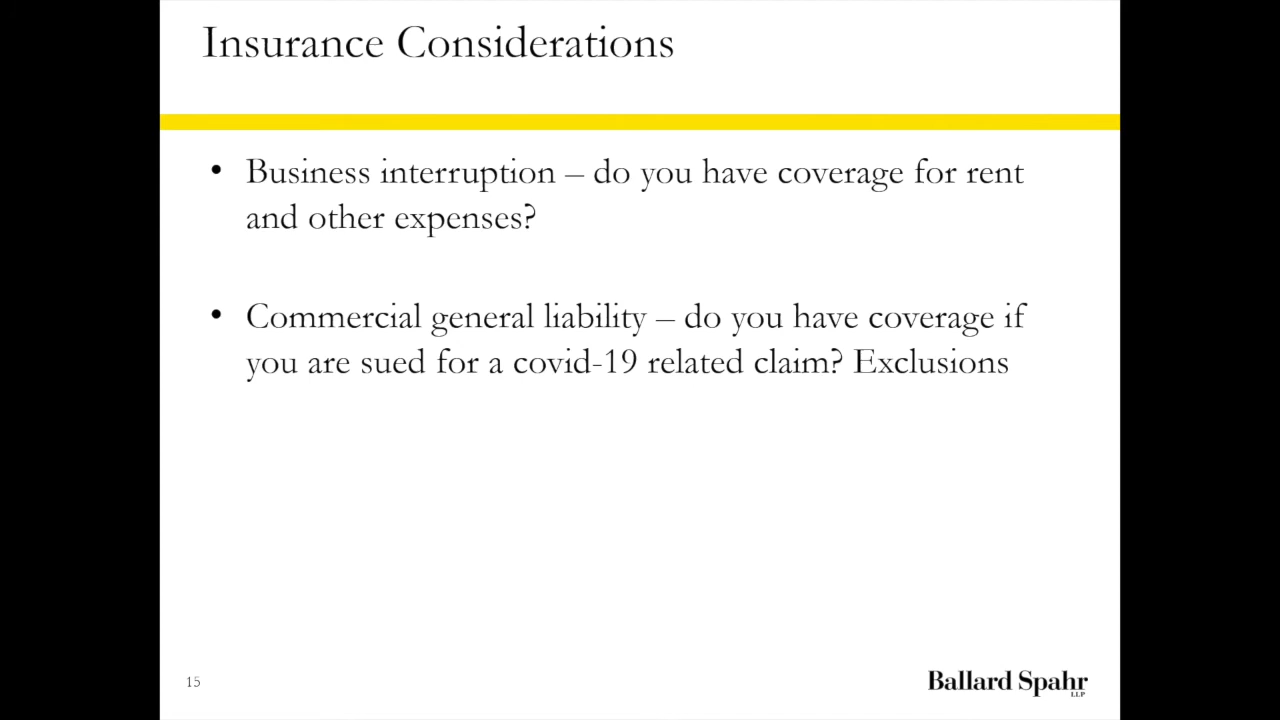 Insurance Considerations
• Business interruption – do you have coverage for rent
and other expenses?
• Commercial general liability – do you have coverage if
you are sued for a covid-19 related claim? Exclusions
15
Ballard Spahr
LLP